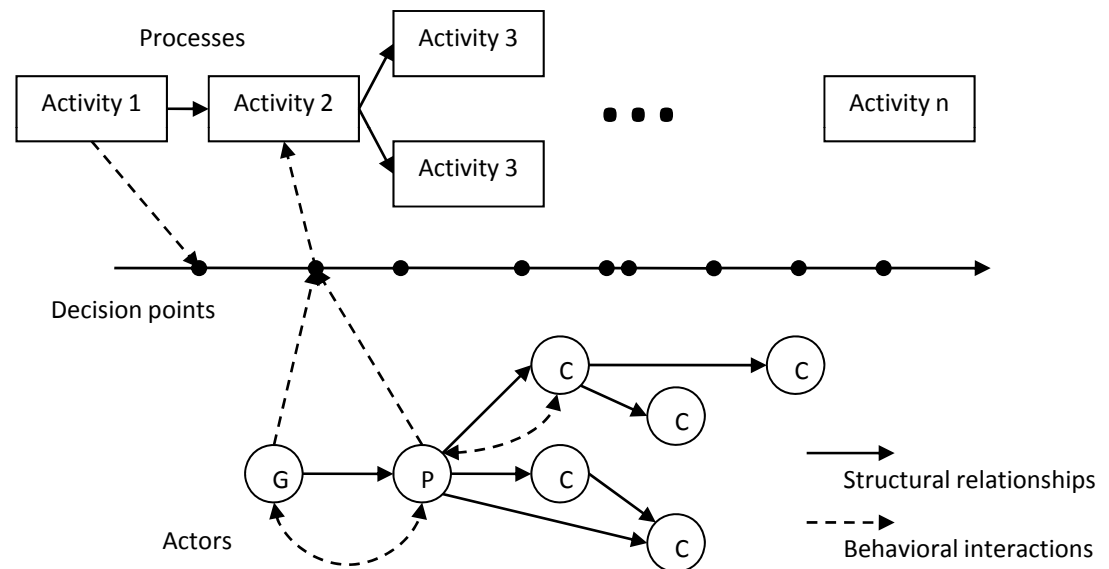 Processes
Activity 3
Activity 1
Activity 2
Activity n
Activity 3
Decision points
C
C
C
G
P
C
C
Actors
Structural relationships
Behavioral interactions